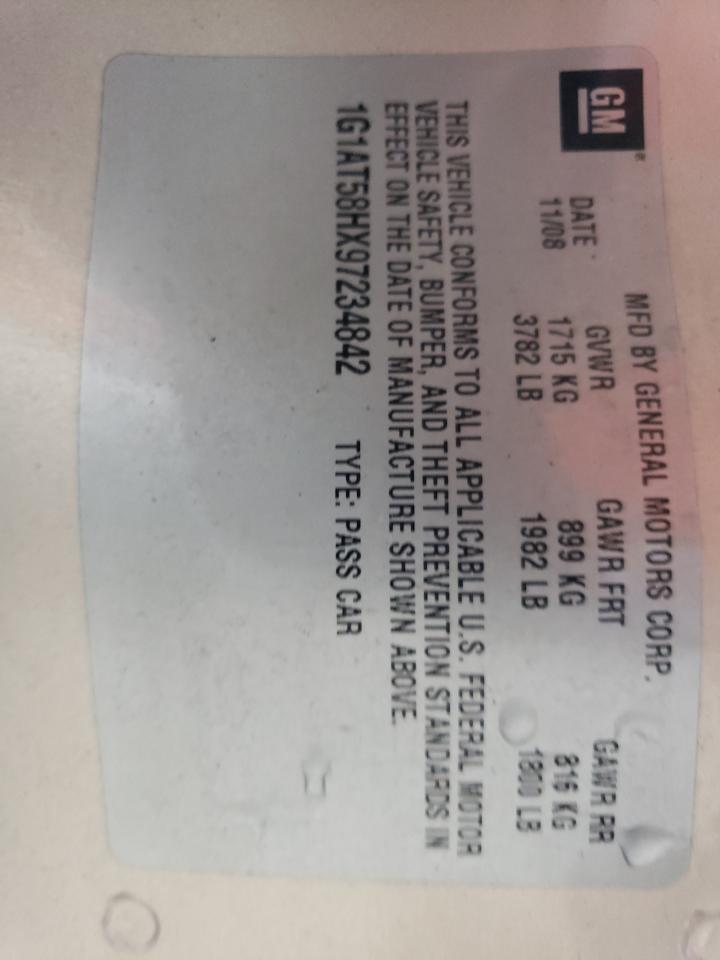 GM
MFD BY GENERAL MOTORS CORP.
DATE GVWR GAWR FRT GAWR RR
11/08 1715 KG 899 KG 816 KG
3782 LB 1982 LB 1800 LB
THIS VEHICLE CONFORMS TO ALL APPLICABLE U.S. FEDERAL MOTOR
VEHICLE SAFETY, BUMPER, AND THEFT PREVENTION STANDARDS IN
EFFECT ON THE DATE OF MANUFACTURE SHOWN ABOVE.
1G1AT58HX97234842 TYPE: PASS CAR